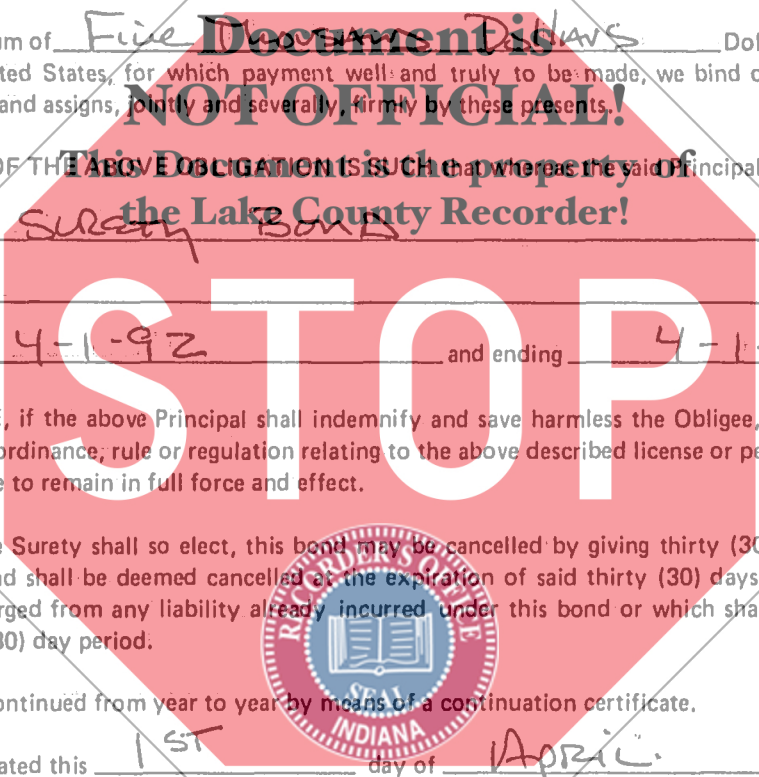 um of Five Thousand Dollars Dol
Document is
ted States, for which payment well and truly to be made, we bind o
NOT OFFICIAL!
and assigns, jointly and severally, firmly by these presents.
This Document is the property of
OF THE ABOVE OBLIGATION IS SUCH that whereas the said Principal
the Lake County Recorder!
Surety Bond
STOP
4-1-92 and ending 4-1-
E, if the above Principal shall indemnify and save harmless the Obligee,
ordinance, rule or regulation relating to the above described license or pe
e to remain in full force and effect.
e Surety shall so elect, this bond may be cancelled by giving thirty (30
nd shall be deemed cancelled at the expiration of said thirty (30) days
rged from any liability already incurred under this bond or which sha
30) day period.
RECORDER'S OFFICE
SEAL
INDIANA
ontinued from year to year by means of a continuation certificate.
ated this 1ST day of April